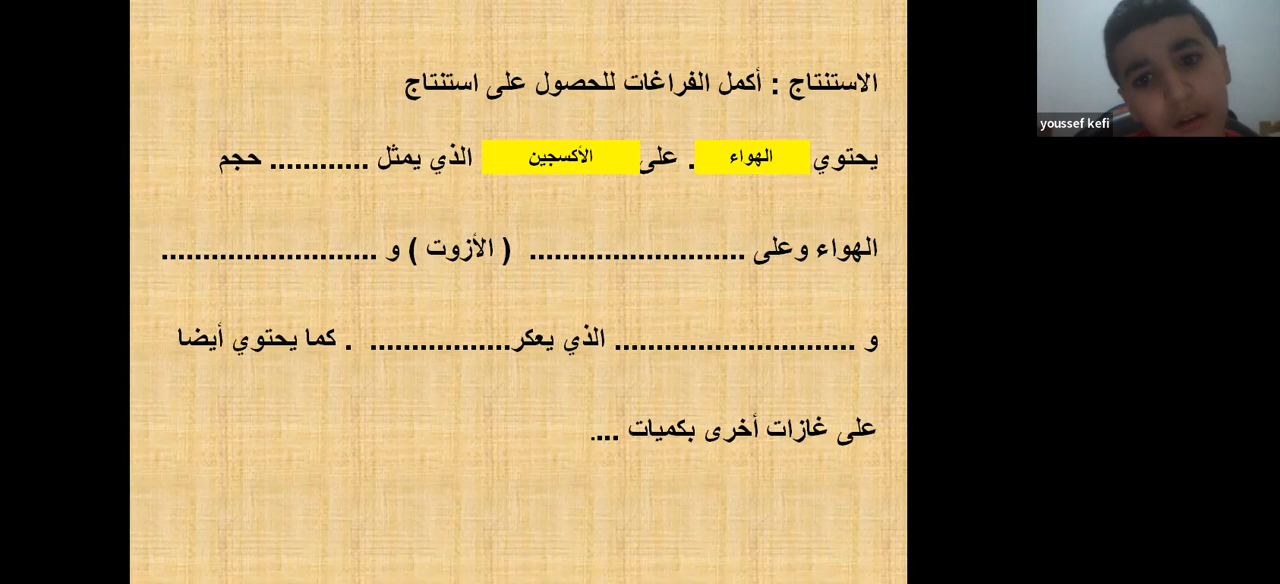 الاستنتاج : أكمل الفراغات للحصول على استنتاج
يحتوي الهواء . على الأكسجين الذي يمثل ............ حجم
الهواء وعلى .......................... ( الأزوت ) و ..........................
و ............................. الذي يعكر................. . كما يحتوي أيضا
على غازات أخرى بكميات ....
youssef kefi